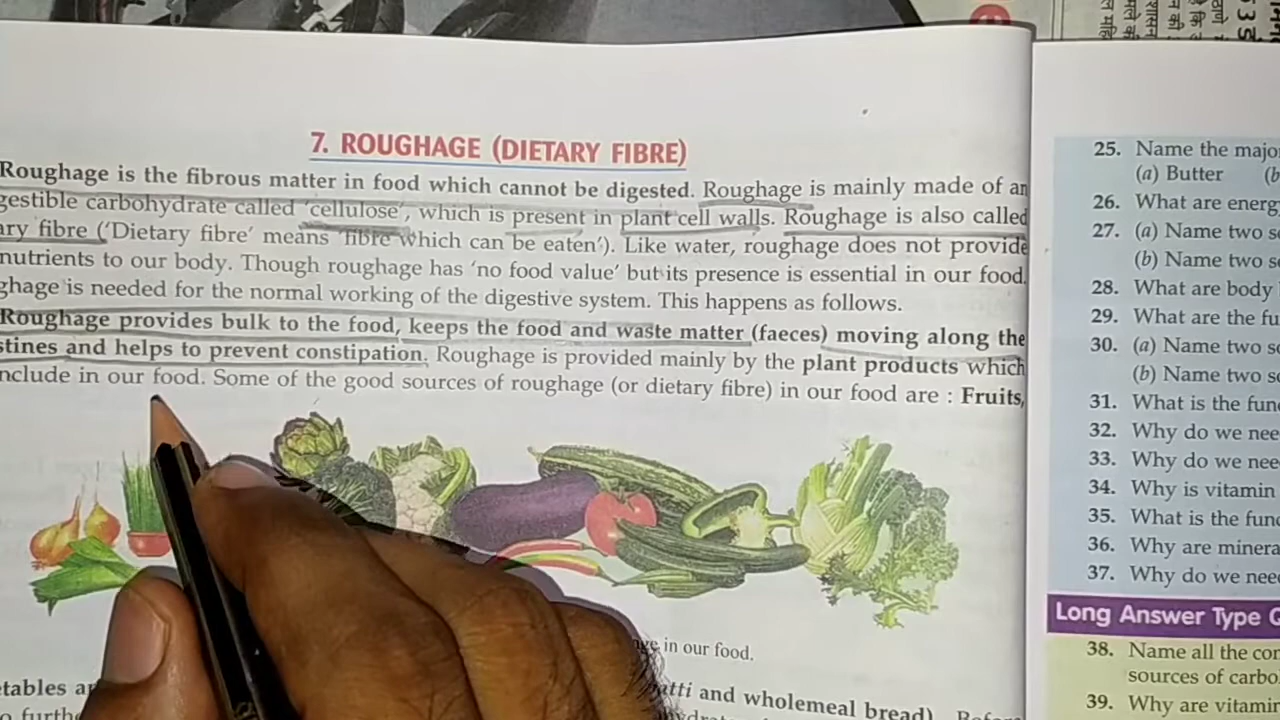 7. ROUGHAGE (DIETARY FIBRE)
Roughage is the fibrous matter in food which cannot be digested. Roughage is mainly made of an
gestible carbohydrate called 'cellulose', which is present in plant cell walls. Roughage is also called
ary fibre ('Dietary fibre' means 'fibre which can be eaten'). Like water, roughage does not provide
nutrients to our body. Though roughage has 'no food value' but its presence is essential in our food.
ghage is needed for the normal working of the digestive system. This happens as follows.
Roughage provides bulk to the food, keeps the food and waste matter (faeces) moving along the
stines and helps to prevent constipation. Roughage is provided mainly by the plant products which
nclude in our food. Some of the good sources of roughage (or dietary fibre) in our food are : Fruits,
in our food.
etables
and wholemeal bread).
25. Name the majo
(a) Butter (b
26. What are energ
27. (a) Name two s
(b) Name two s
28. What are body
29. What are the fu
30. (a) Name two s
(b) Name two s
31. What is the fun
32. Why do we nee
33. Why do we nee
34. Why is vitamin
35. What is the fun
36. Why are minera
37. Why do we nee
Long Answer Type Q
38. Name all the co
sources of carbo
39. Why are vitamin